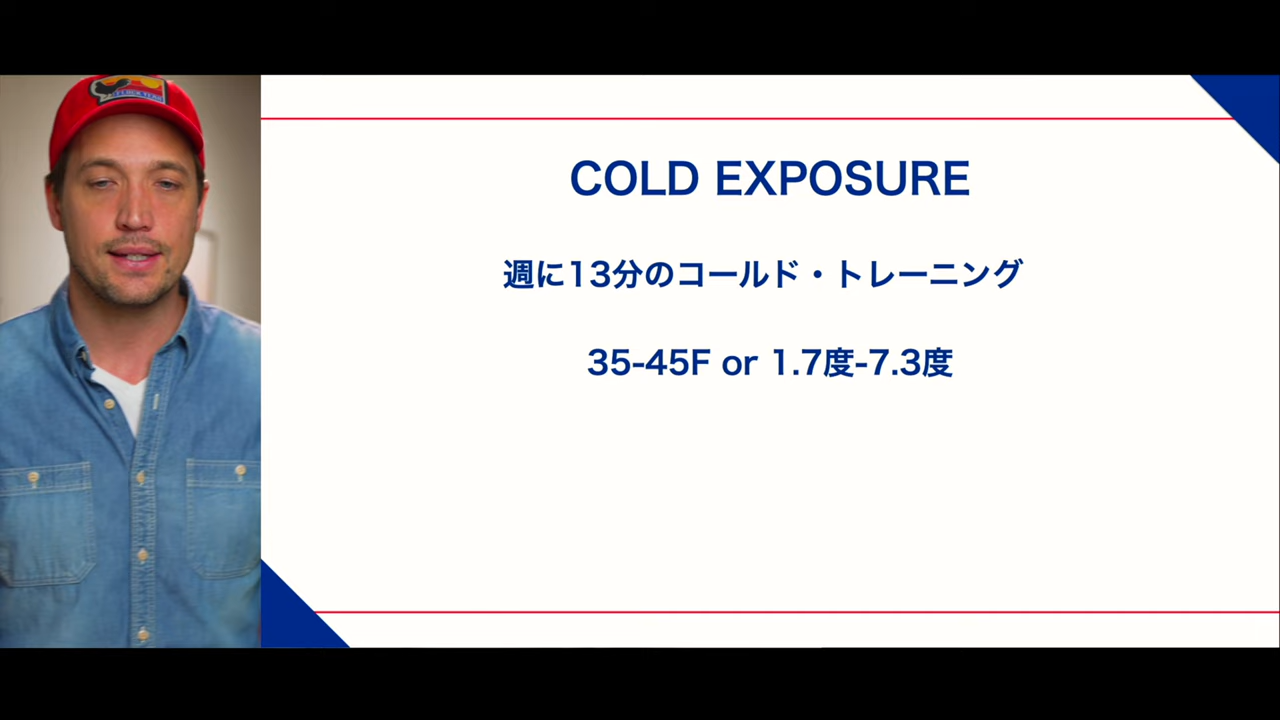 COLD EXPOSURE
週に13分のコールド・トレーニング
35-45F or 1.7度-7.3度